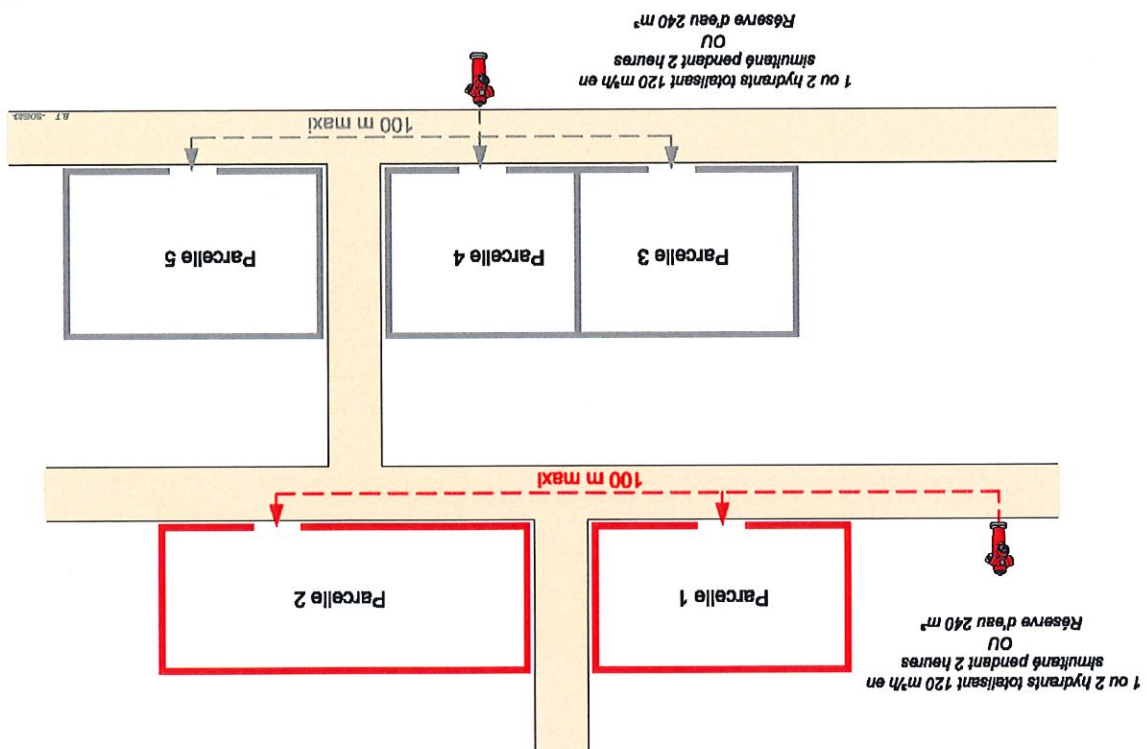 1 ou 2 hydrants totalisant 120 m³/h en
simultané pendant 2 heures
OU
Réserve d'eau 240 m³
Parcelle 1
Parcelle 2
100 m maxi
Parcelle 3
Parcelle 4
Parcelle 5
100 m maxi
1 ou 2 hydrants totalisant 120 m³/h en
simultané pendant 2 heures
OU
Réserve d'eau 240 m³